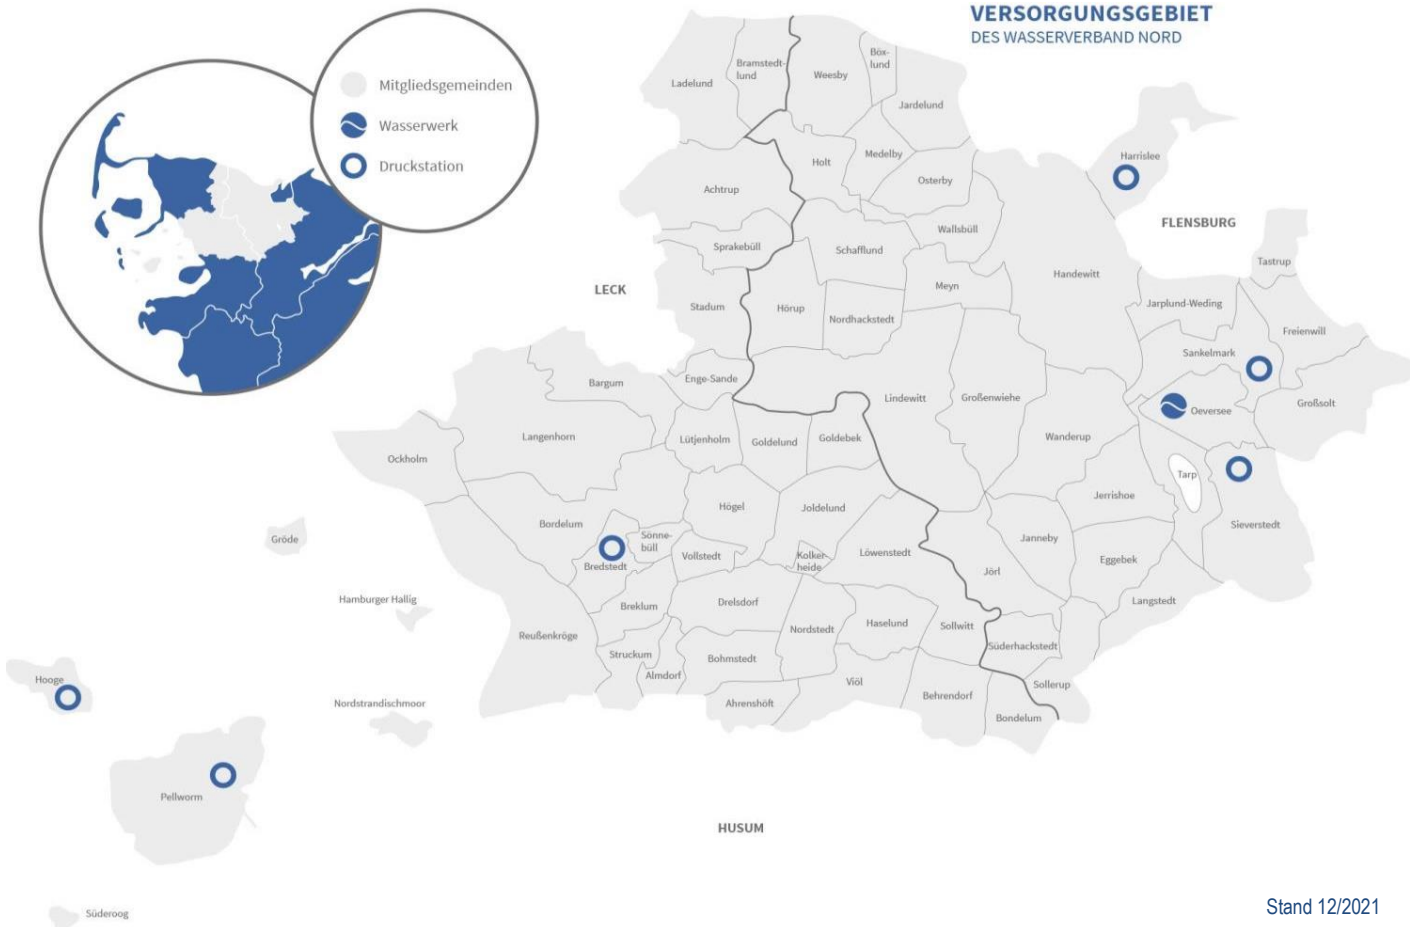 VERSORGUNGSGEBIET
DES WASSERVERBAND NORD
Mitgliedsgemeinden
Wasserwerk
Druckstation
Ladelund
Bramstedt-
lund
Weesby
Böx-
lund
Jardelund
Holt
Medelby
Osterby
Harrislee
FLENSBURG
Achtrup
Sprakebüll
Schafflund
Wallsbüll
Handewitt
Tastrup
LECK
Stadum
Hörup
Nordhackstedt
Meyn
Jarplund-Weding
Freienwill
Sankelmark
Bargum
Enge-Sande
Lindewitt
Großenwiehe
Oeversee
Großsolt
Langenhorn
Lütjenholm
Goldelund
Goldebek
Wanderup
Ockholm
Tarp
Jerrishoe
Sieverstedt
Högel
Joldelund
Bordelum
Sönne-
büll
Gröde
Bredstedt
Vollstedt
Kolker-
heide
Löwenstedt
Janneby
Eggebek
Jörl
Langstedt
Hamburger Hallig
Breklum
Drelsdorf
Nordstedt
Haselund
Sollwitt
Reußenkröge
Struckum
Almdorf
Bohmstedt
Süderhackstedt
Hooge
Viöl
Behrendorf
Sollerup
Nordstrandischmoor
Ahrenshöft
Bondelum
Pellworm
HUSUM
Süderoog
Stand 12/2021